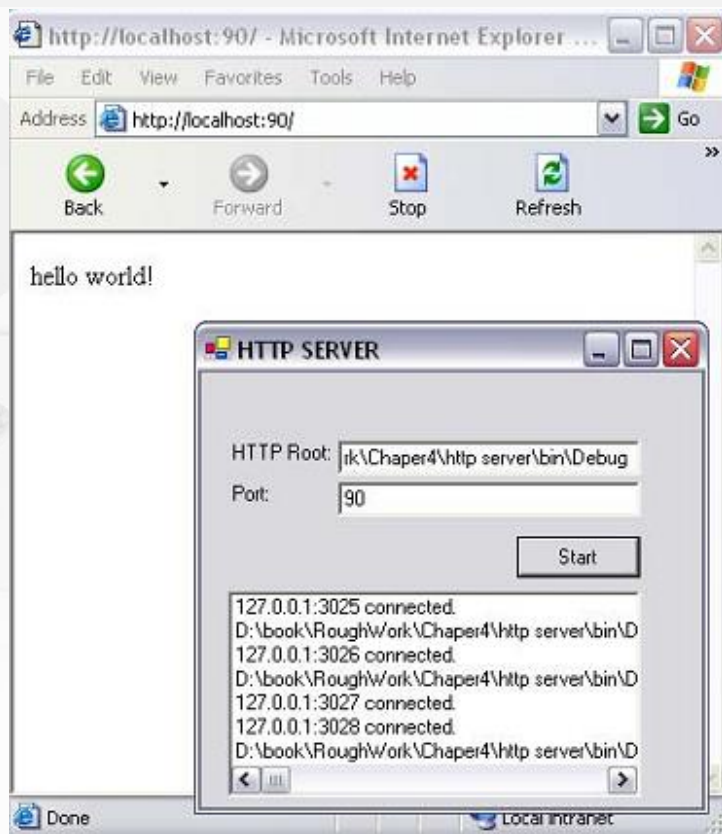 http://localhost:90/ - Microsoft Internet Explorer ...
File Edit View Favorites Tools Help
Address http://localhost:90/ Go
Back Forward Stop Refresh »
hello world!
HTTP SERVER
HTTP Root: rk\Chaper4\http server\bin\Debug
Port: 90
Start
127.0.0.1:3025 connected.
D:\book\RoughWork\Chaper4\http server\bin\D
127.0.0.1:3026 connected.
D:\book\RoughWork\Chaper4\http server\bin\D
127.0.0.1:3027 connected.
127.0.0.1:3028 connected.
D:\book\RoughWork\Chaper4\http server\bin\D
Done Local intranet